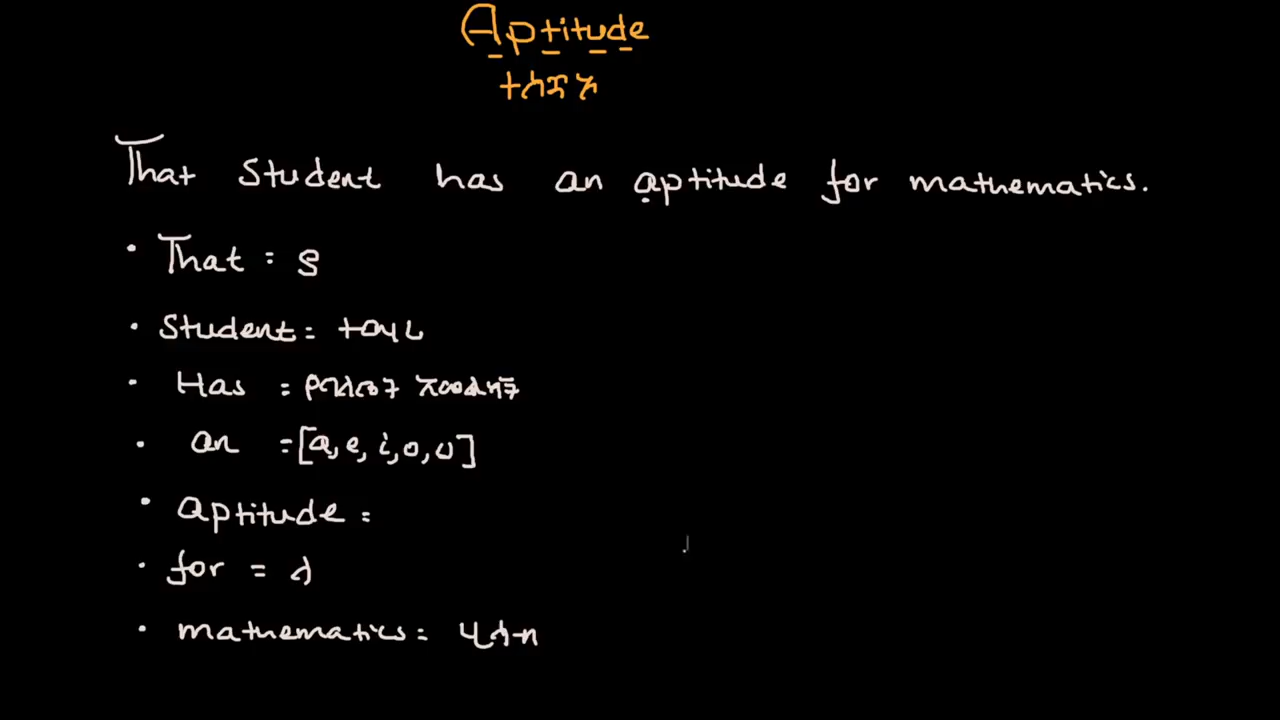 Aptitude
ተሰጥኦ
That Student has an aptitude for mathematics.
• That = ያ
• Student = ተማሪ
• Has =
• an = [a, e, i, o, u]
• aptitude =
• for = ለ
• mathematics = ሂሳብ